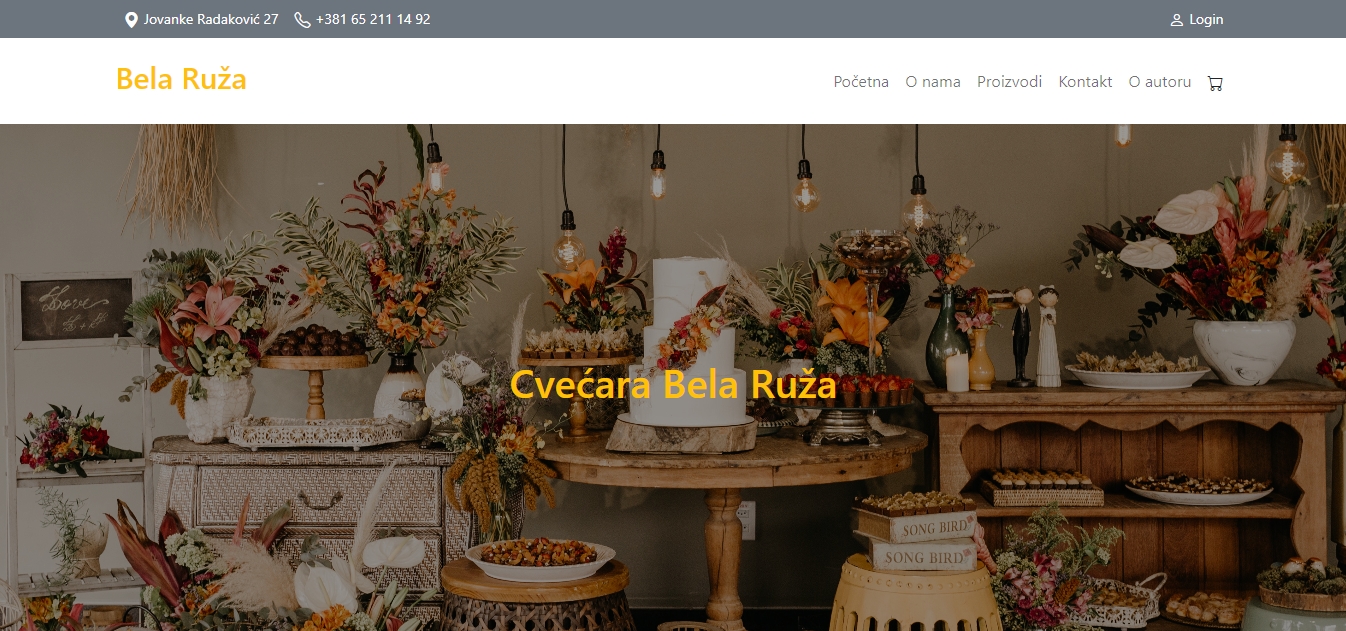 Jovanke Radaković 27 +381 65 211 14 92 Login
Bela Ruža
Početna O nama Proizvodi Kontakt O autoru
Love
Cvećara Bela Ruža
SONG BIRD
SONG BIRD